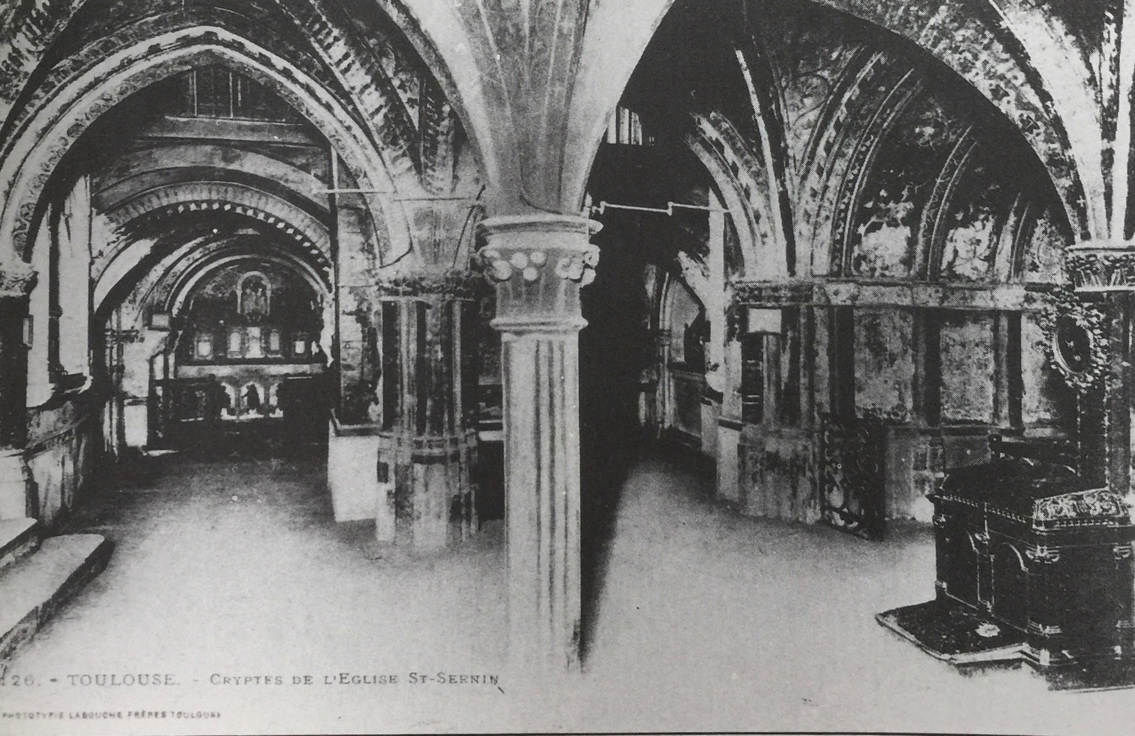 126. - TOULOUSE. - CRYPTES DE L'EGLISE ST-SERNIN
PHOTOTYPIE LABOUCHE FRÈRES TOULOUSE